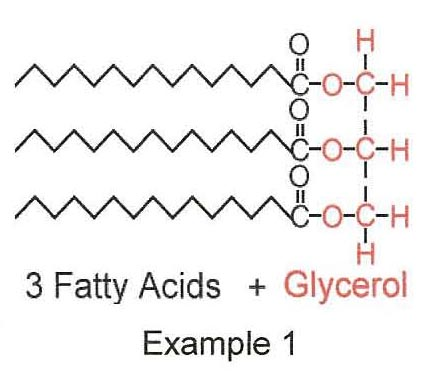 O H
C-O-C-H
O
C-O-C-H
O
C-O-C-H
H
3 Fatty Acids + Glycerol
Example 1